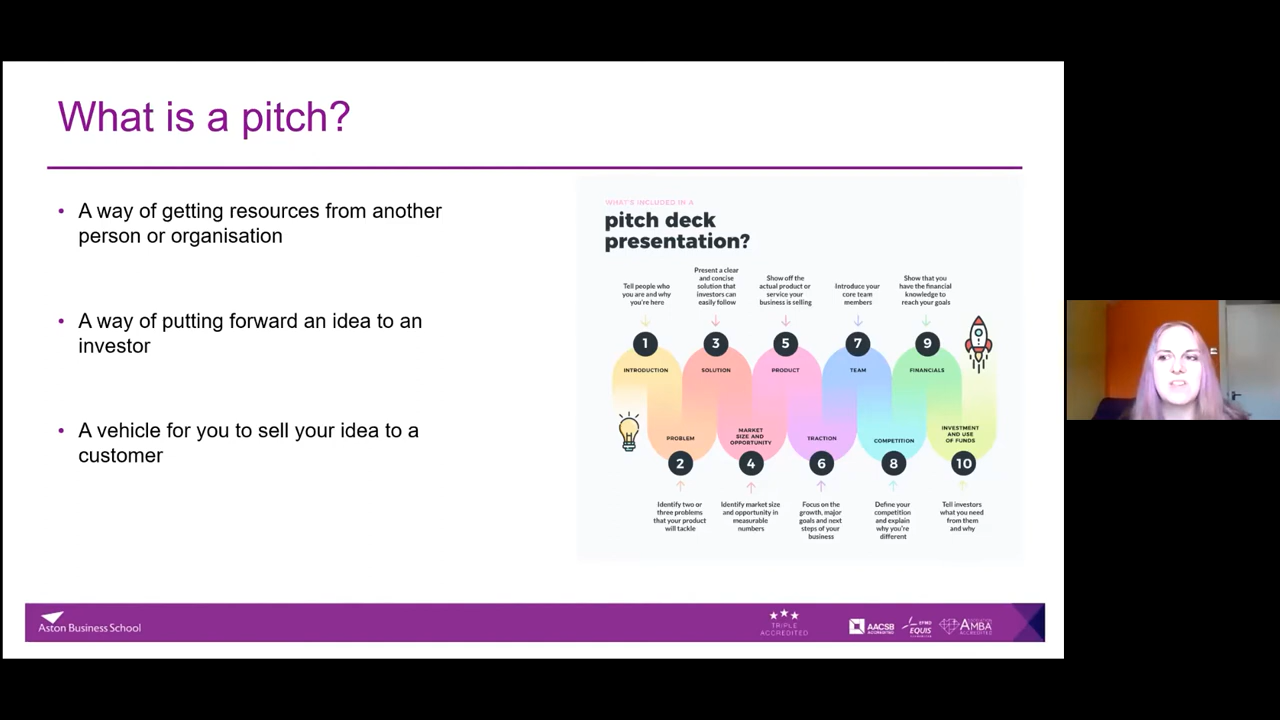 What is a pitch?
• A way of getting resources from another
person or organisation
• A way of putting forward an idea to an
investor
• A vehicle for you to sell your idea to a
customer
WHAT'S INCLUDED IN A
pitch deck
presentation?
Tell people who
you are and why
you're here
Present a clear
and concise
solution that
investors can
easily follow
Show off the
actual product or
service your
business is selling
Introduce your
core team
members
Show that you
have the financial
knowledge to
reach your goals
1
3
5
7
9
INTRODUCTION
SOLUTION
PRODUCT
TEAM
FINANCIALS
PROBLEM
MARKET
SIZE AND
OPPORTUNITY
TRACTION
COMPETITION
INVESTMENT
AND USE
OF FUNDS
2
4
6
8
10
Identify two or
three problems
that your product
will tackle
Identify market size
and opportunity in
measurable
numbers
Focus on the
growth, major
goals and next
steps of your
business
Define your
competition
and explain
why you're
different
Tell investors
what you need
from them
and why
Aston Business School
TRIPLE
ACCREDITED
AACSB
ACCREDITED
EFMD
EQUIS
AMBA
ACCREDITED